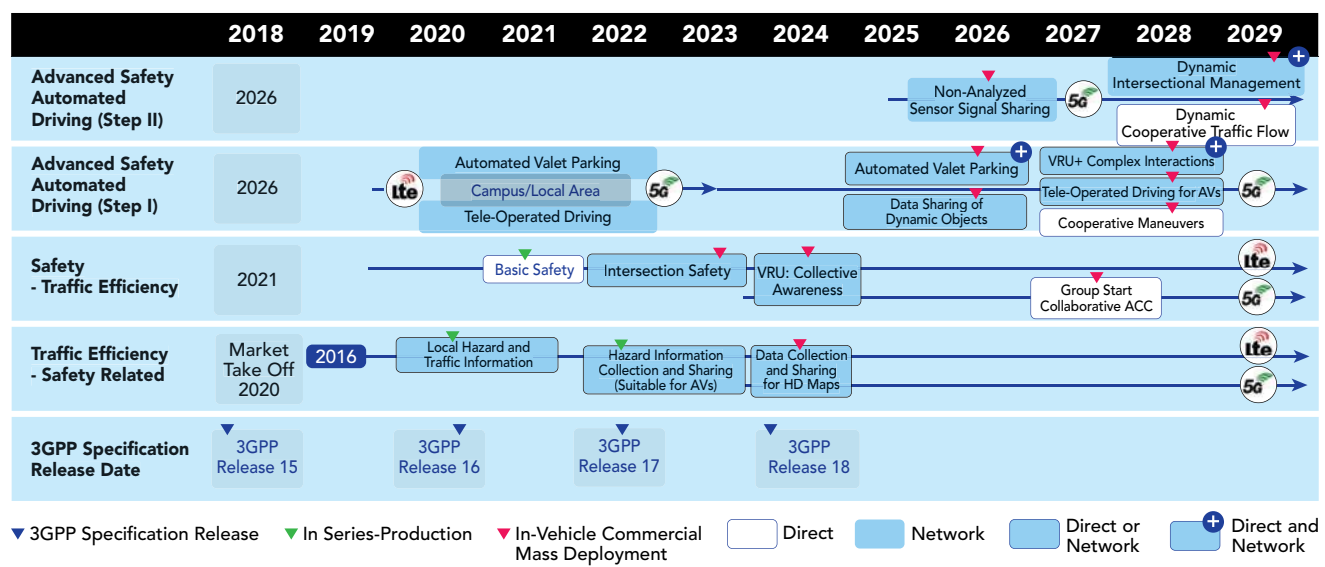 2018 2019 2020 2021 2022 2023 2024 2025 2026 2027 2028 2029
Advanced Safety
Automated
Driving (Step II)
2026
Non-Analyzed
Sensor Signal Sharing
5G
Dynamic
Intersectional Management
+
Dynamic
Cooperative Traffic Flow
Advanced Safety
Automated
Driving (Step I)
2026
Lte
Automated Valet Parking
Campus/Local Area
Tele-Operated Driving
5G
Automated Valet Parking
+
Data Sharing of
Dynamic Objects
VRU+ Complex Interactions
+
Tele-Operated Driving for AVs
Cooperative Maneuvers
5G
Safety
- Traffic Efficiency
2021
Basic Safety
Intersection Safety
VRU: Collective
Awareness
Group Start
Collaborative ACC
Lte
5G
Traffic Efficiency
- Safety Related
Market
Take Off
2020
2016
Local Hazard and
Traffic Information
Hazard Information
Collection and Sharing
(Suitable for AVs)
Data Collection
and Sharing
for HD Maps
Lte
5G
3GPP Specification
Release Date
3GPP
Release 15
3GPP
Release 16
3GPP
Release 17
3GPP
Release 18
3GPP Specification Release
In Series-Production
In-Vehicle Commercial
Mass Deployment
Direct
Network
Direct or
Network
+
Direct and
Network